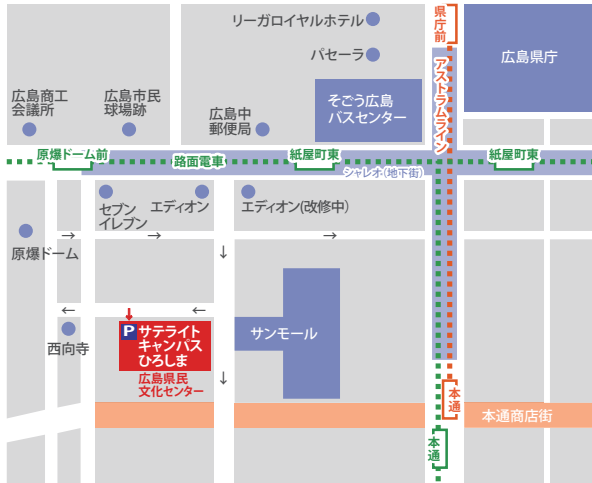 リーガロイヤルホテル
県庁前
パセーラ
広島県庁
アストラムライン
広島商工
会議所
広島市民
球場跡
広島中
郵便局
そごう広島
バスセンター
原爆ドーム前
路面電車
紙屋町東
紙屋町東
シャレオ(地下街)
セブン
イレブン
エディオン
エディオン(改修中)
原爆ドーム
→
→
→
↓
←
←
西向寺
P サテライト
キャンパス
ひろしま
広島県民
文化センター
サンモール
↓
本通
本通商店街
本通